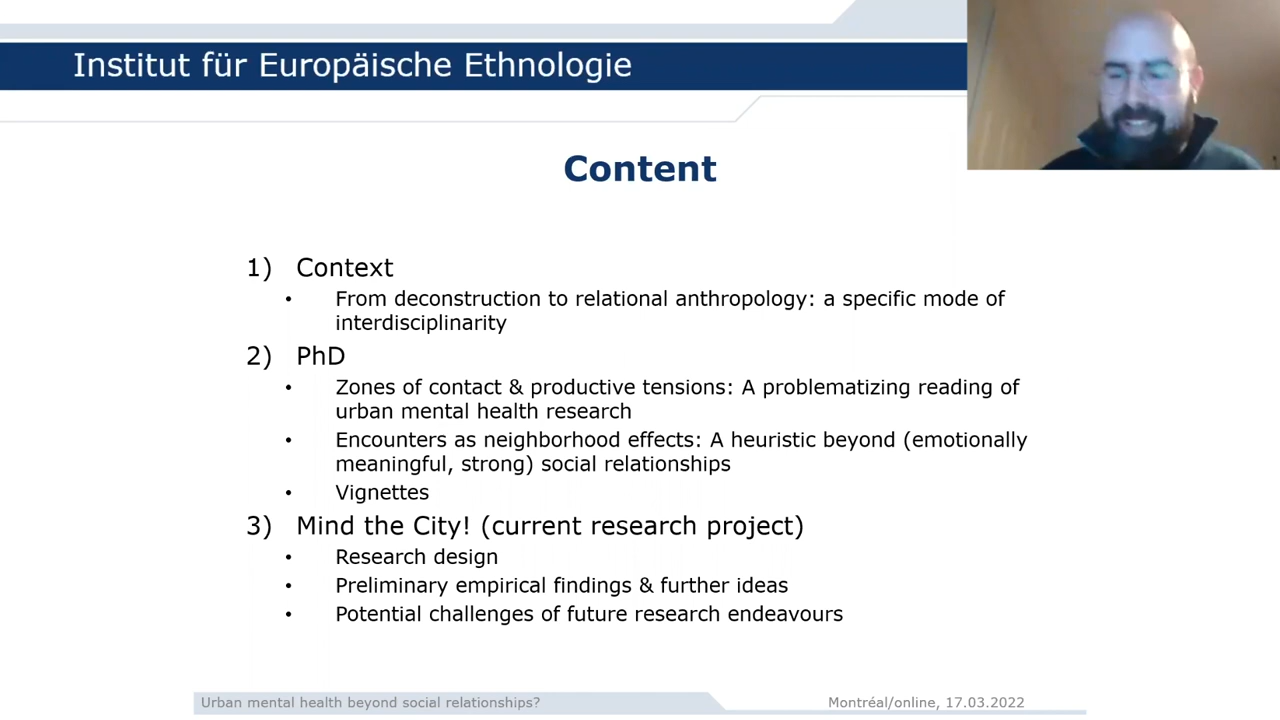 Institut für Europäische Ethnologie
Content
1) Context
• From deconstruction to relational anthropology: a specific mode of
interdisciplinarity
2) PhD
• Zones of contact & productive tensions: A problematizing reading of
urban mental health research
• Encounters as neighborhood effects: A heuristic beyond (emotionally
meaningful, strong) social relationships
• Vignettes
3) Mind the City! (current research project)
• Research design
• Preliminary empirical findings & further ideas
• Potential challenges of future research endeavours
Urban mental health beyond social relationships?
Montréal/online, 17.03.2022